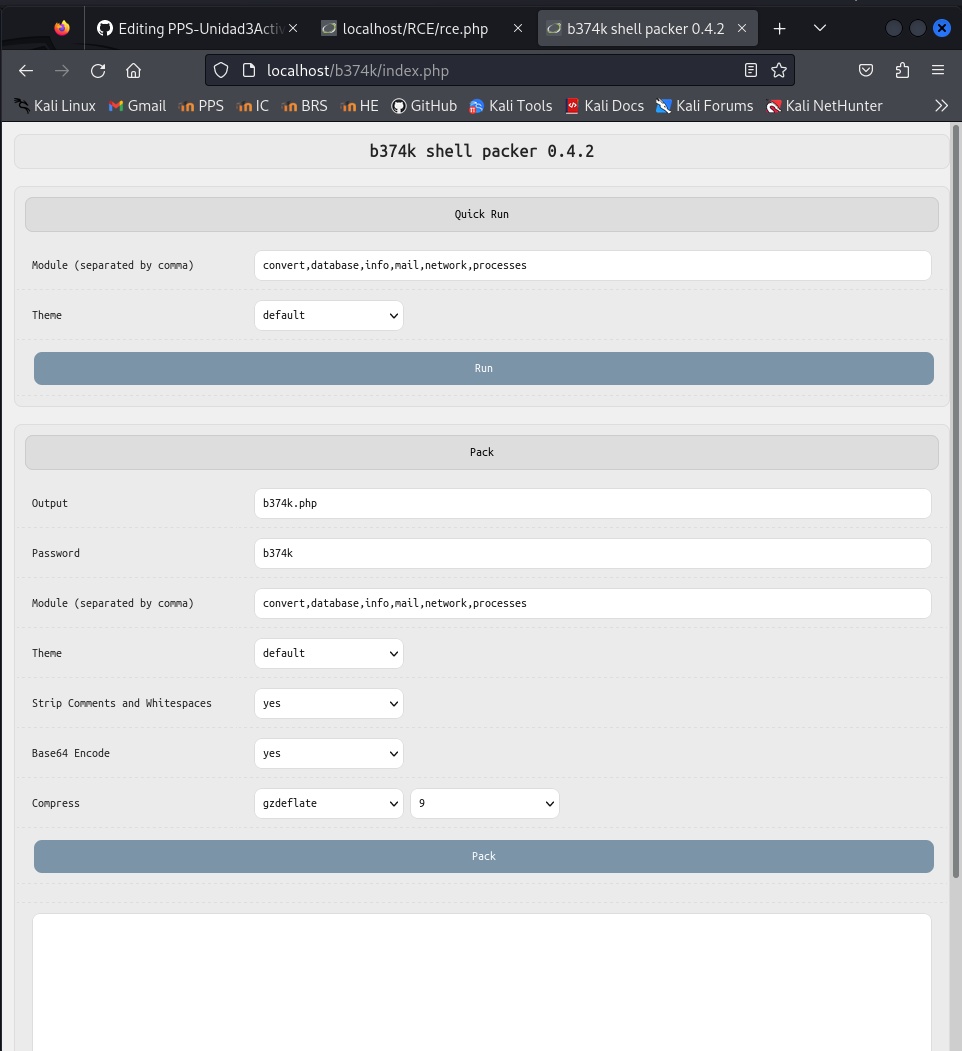 Editing PPS-Unidad3Activ
localhost/RCE/rce.php
b374k shell packer 0.4.2
localhost/b374k/index.php
Kali Linux Gmail PPS IC BRS HE GitHub Kali Tools Kali Docs Kali Forums Kali NetHunter
b374k shell packer 0.4.2
Quick Run
Module (separated by comma) convert,database,info,mail,network,processes
Theme default
Run
Pack
Output b374k.php
Password b374k
Module (separated by comma) convert,database,info,mail,network,processes
Theme default
Strip Comments and Whitespaces yes
Base64 Encode yes
Compress gzdeflate 9
Pack